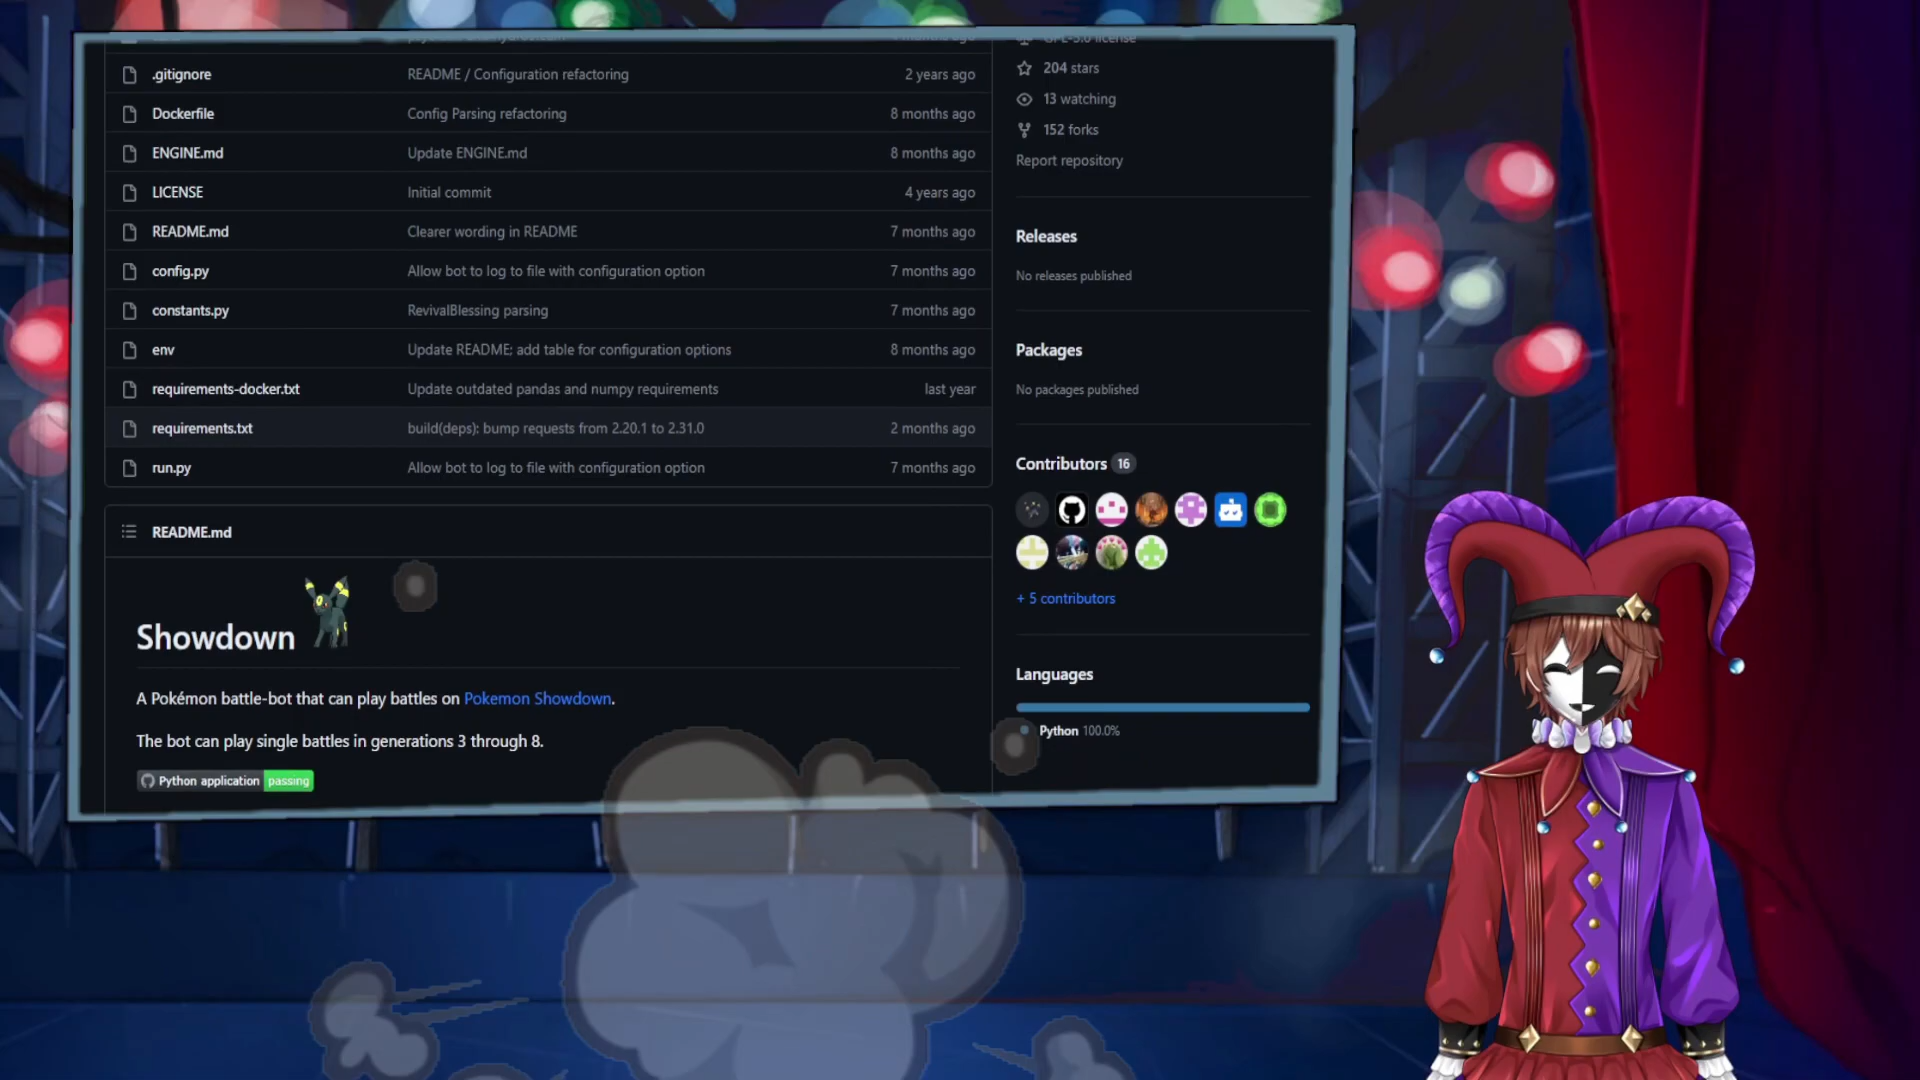 GPL-3.0 license
.gitignore README / Configuration refactoring 2 years ago
204 stars
Dockerfile Config Parsing refactoring 8 months ago
13 watching
152 forks
ENGINE.md Update ENGINE.md 8 months ago
Report repository
LICENSE Initial commit 4 years ago
README.md Clearer wording in README 7 months ago
Releases
config.py Allow bot to log to file with configuration option 7 months ago
No releases published
constants.py RevivalBlessing parsing 7 months ago
env Update README: add table for configuration options 8 months ago
Packages
requirements-docker.txt Update outdated pandas and numpy requirements last year
No packages published
requirements.txt build(deps): bump requests from 2.20.1 to 2.31.0 2 months ago
run.py Allow bot to log to file with configuration option 7 months ago
Contributors 16
README.md
+ 5 contributors
Showdown
Languages
A Pokémon battle-bot that can play battles on Pokemon Showdown.
Python 100.0%
The bot can play single battles in generations 3 through 8.
Python application passing